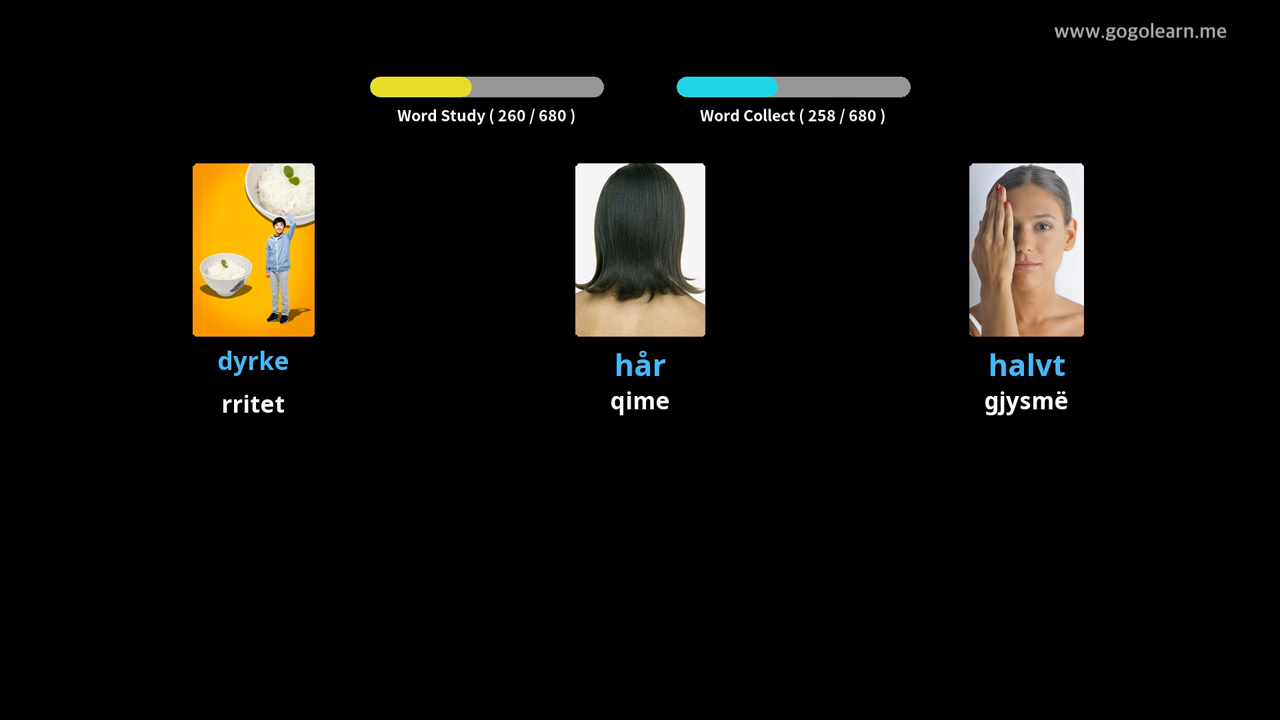 www.gogolearn.me
Word Study ( 260 / 680 )
Word Collect ( 258 / 680 )
dyrke
rritet
hår
qime
halvt
gjysmë